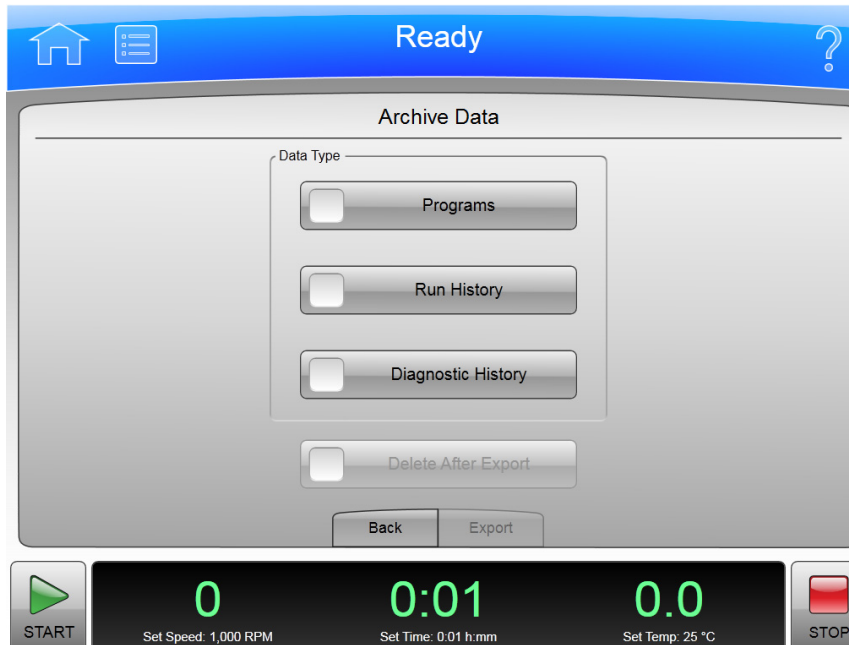 Ready
?
Archive Data
Data Type
Programs
Run History
Diagnostic History
Delete After Export
Back Export
0 0:01 0.0
START Set Speed: 1,000 RPM Set Time: 0:01 h:mm Set Temp: 25 °C STOP